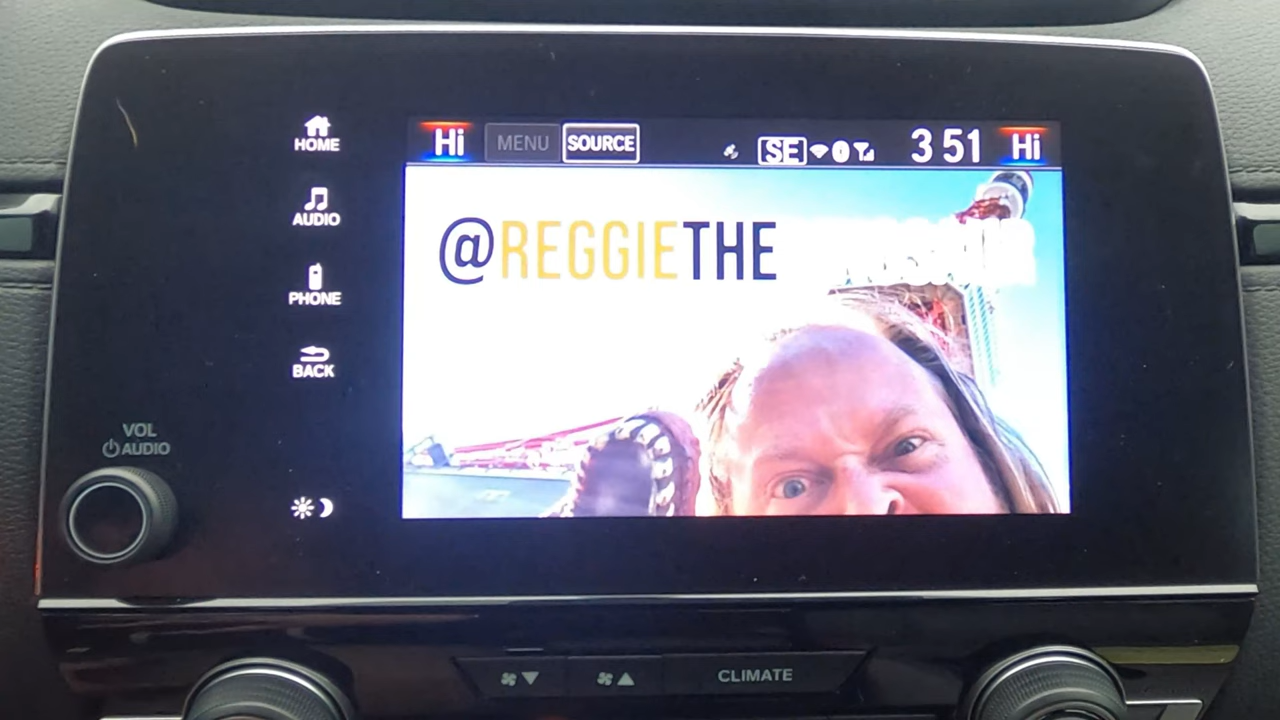 Hi MENU SOURCE SE 3 51 Hi
HOME
@REGGIETHE
AUDIO
PHONE
BACK
VOL
AUDIO
CLIMATE